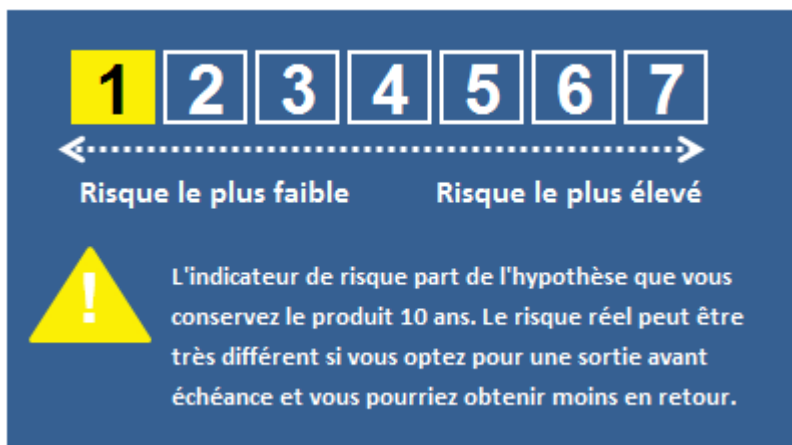 1 2 3 4 5 6 7
Risque le plus faible Risque le plus élevé
!
L'indicateur de risque part de l'hypothèse que vous
conservez le produit 10 ans. Le risque réel peut être
très différent si vous optez pour une sortie avant
échéance et vous pourriez obtenir moins en retour.